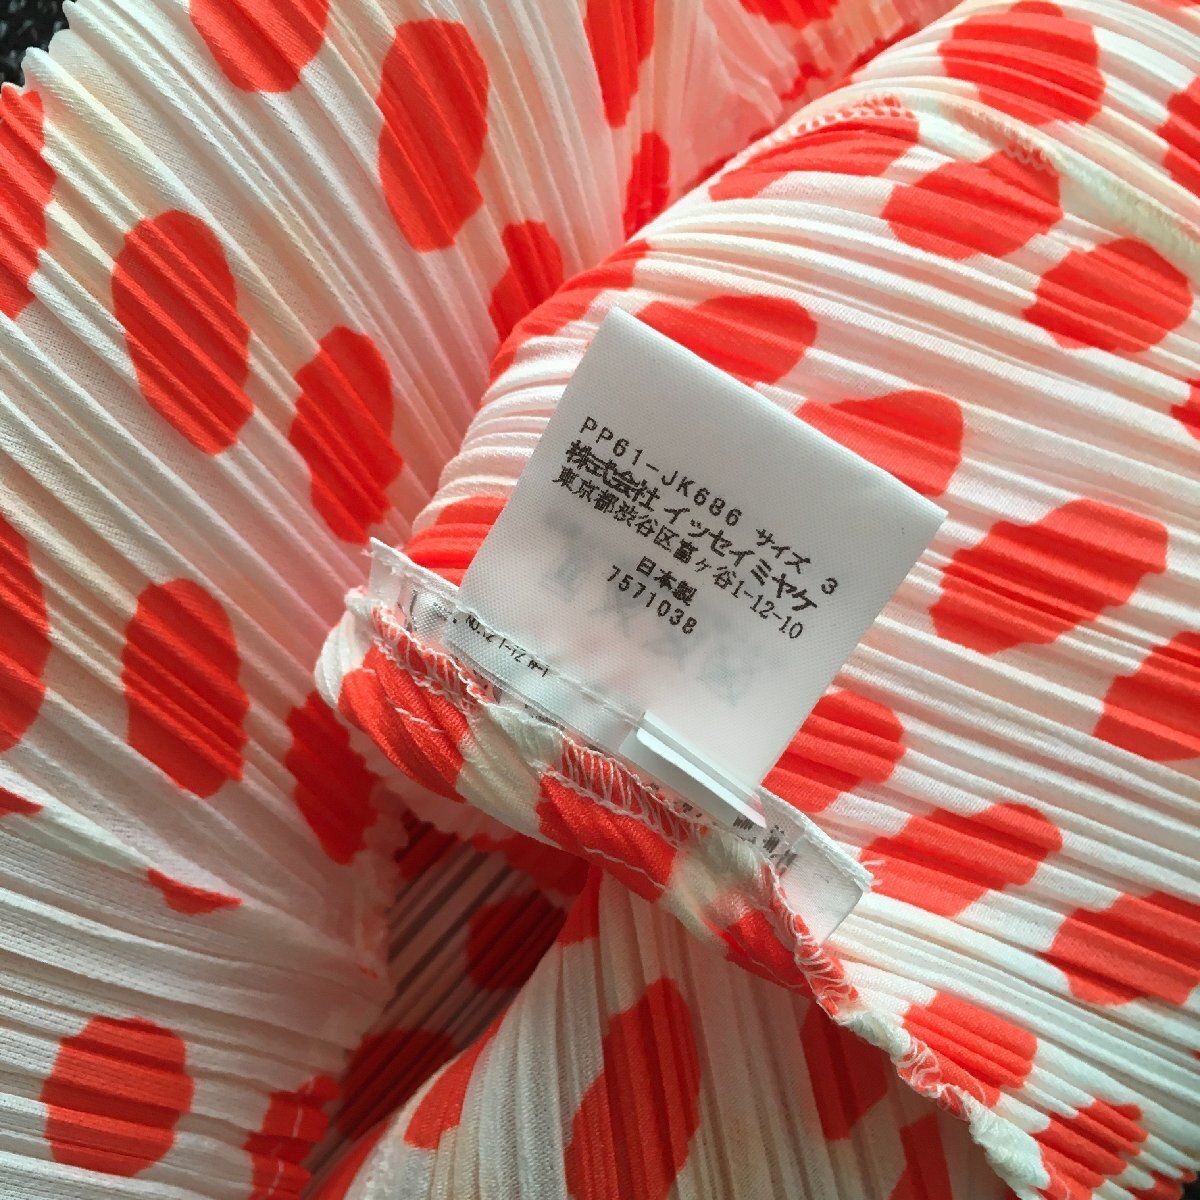 PP61-JK686 サイズ 3
株式会社 イッセイミヤケ
東京都渋谷区富ヶ谷1-12-10
日本製
7571038